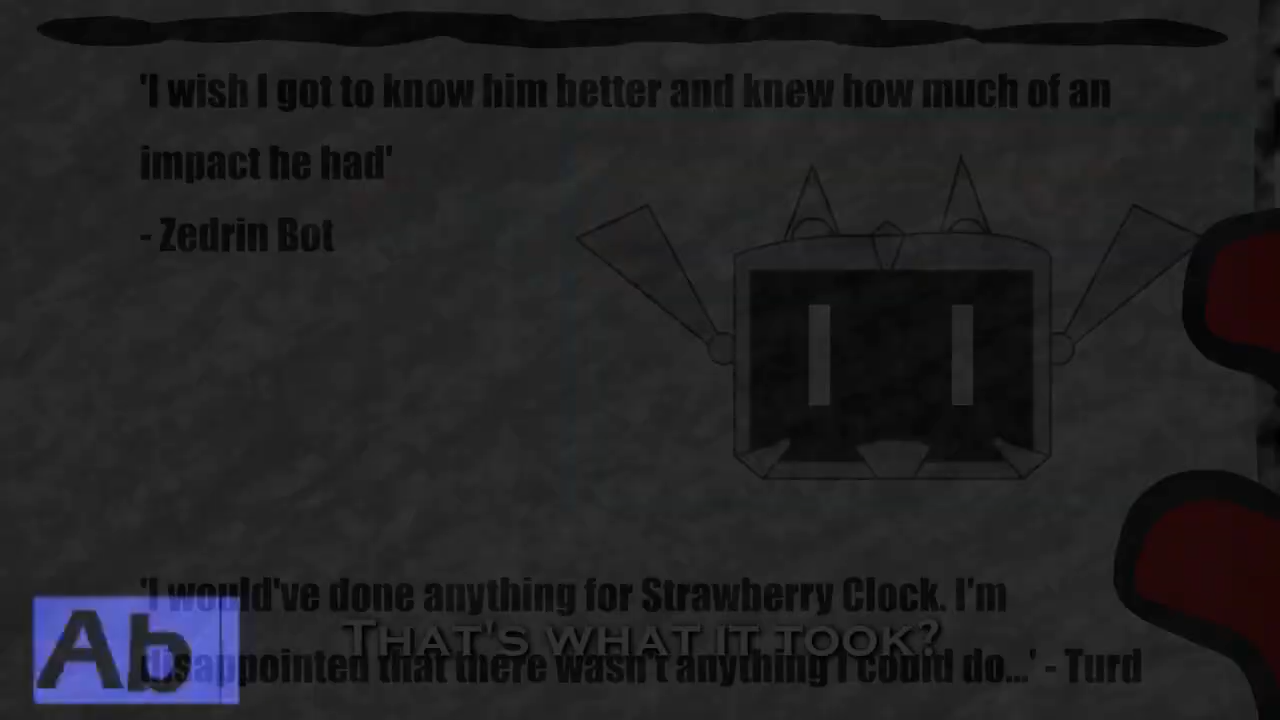 'I wish I got to know him better and knew how much of an
impact he had'
- Zedrin Bot
'I would've done anything for Strawberry Clock. I'm
THAT'S WHAT IT TOOK?
disappointed that there wasn't anything I could do...' - Turd
Ab